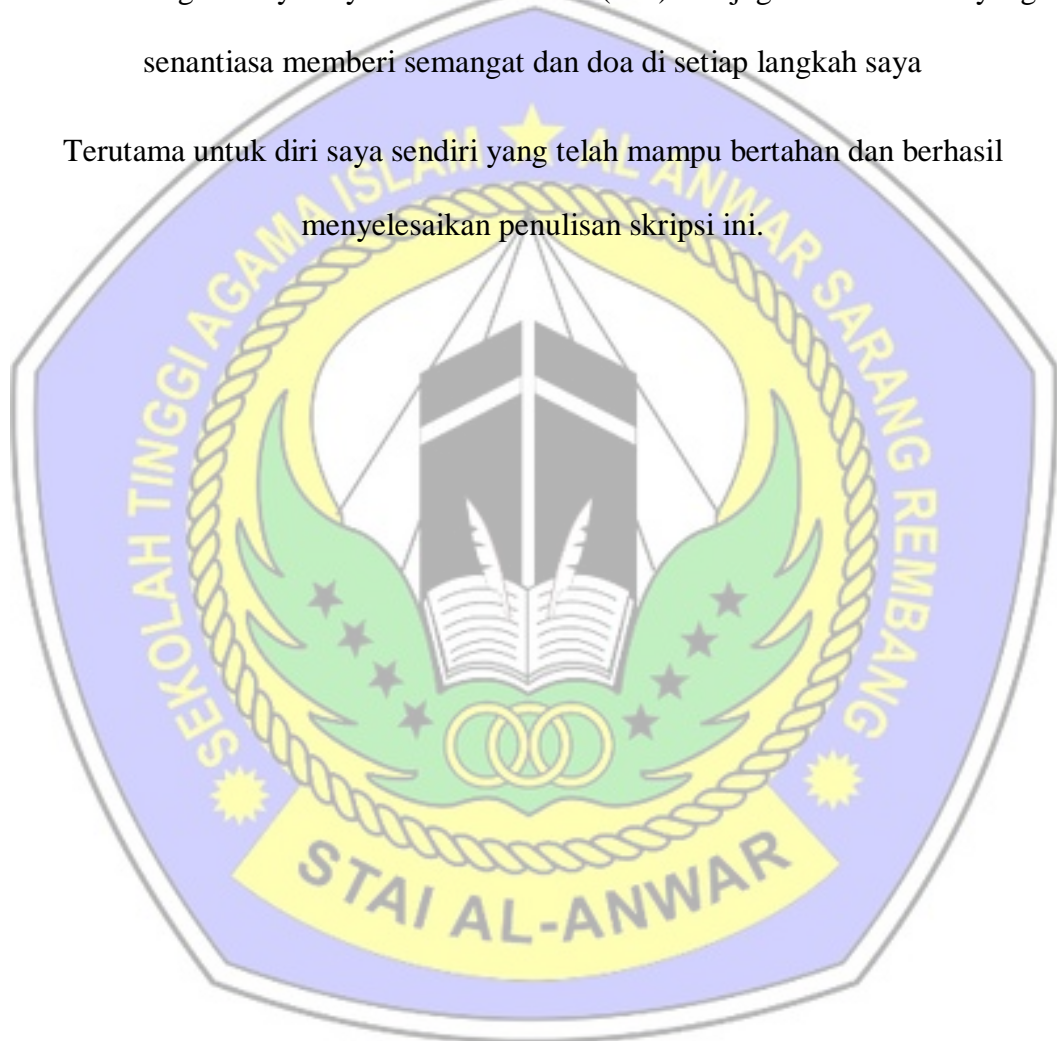 senantiasa memberi semangat dan doa di setiap langkah saya
Terutama untuk diri saya sendiri yang telah mampu bertahan dan berhasil
menyelesaikan penulisan skripsi ini.
SEKOLAH TINGGI AGAMA ISLAM ★ AL ANWAR SARANG REMBANG
STAI AL-ANWAR